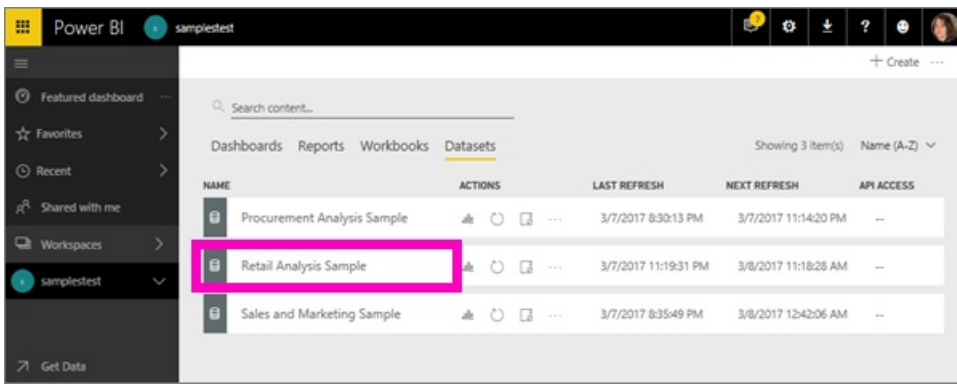 Power BI s samplestest 7 ?
+ Create ...
Featured dashboard ...
Search content...
Favorites
Dashboards Reports Workbooks Datasets Showing 3 item(s) Name (A-Z)
Recent
NAME ACTIONS LAST REFRESH NEXT REFRESH API ACCESS
Shared with me
Procurement Analysis Sample ... 3/7/2017 8:30:13 PM 3/7/2017 11:14:20 PM --
Workspaces
Retail Analysis Sample ... 3/7/2017 11:19:31 PM 3/8/2017 11:18:28 AM --
s samplestest
Sales and Marketing Sample ... 3/7/2017 8:35:49 PM 3/8/2017 12:42:06 AM --
Get Data